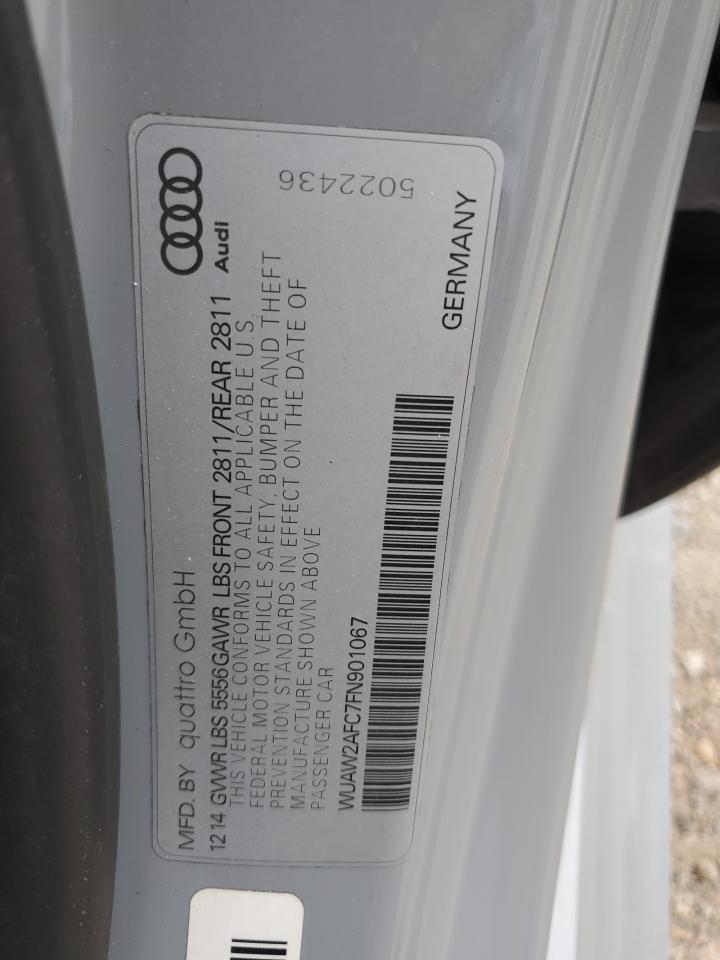 MFD. BY quattro GmbH
Audi
12 14 GVWR LBS 5556 GAWR LBS FRONT 2811/REAR 2811
THIS VEHICLE CONFORMS TO ALL APPLICABLE U.S.
FEDERAL MOTOR VEHICLE SAFETY, BUMPER AND THEFT
PREVENTION STANDARDS IN EFFECT ON THE DATE OF
MANUFACTURE SHOWN ABOVE
PASSENGER CAR
5022436
WUAW2AFC7FN901067
GERMANY